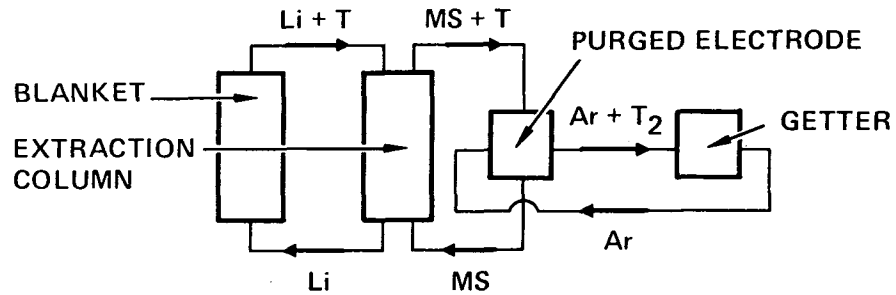 Li + T
MS + T
PURGED ELECTRODE
BLANKET
Ar + T₂
GETTER
EXTRACTION
COLUMN
Ar
Li
MS